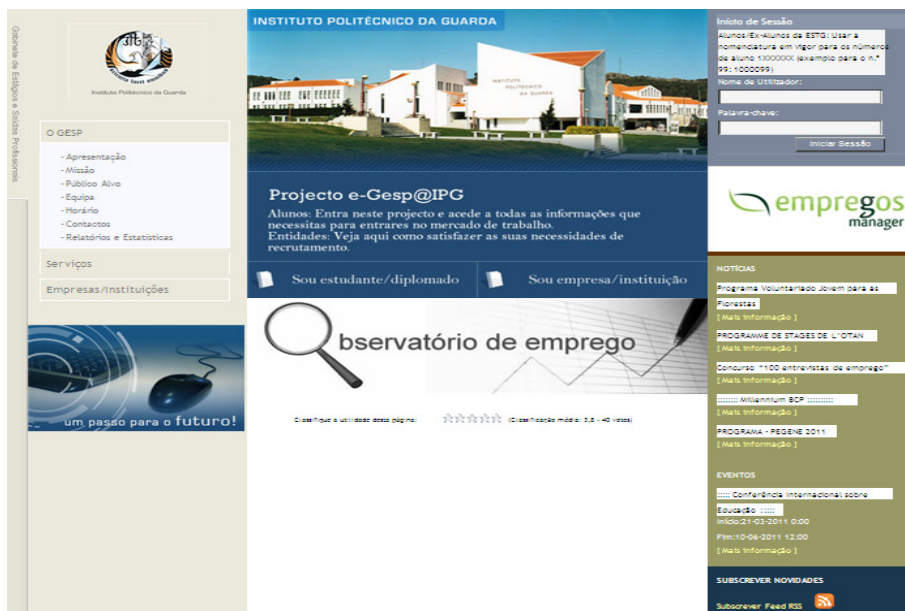 Gabinete de Estágios e Saídas Profissionais
Instituto Politécnico da Guarda
O GESP
- Apresentação
- Missão
- Público Alvo
- Equipa
- Horário
- Contactos
- Relatórios e Estatísticas
Serviços
Empresas/Instituições
um passo para o futuro!
INSTITUTO POLITÉCNICO DA GUARDA
INSTITUTO
POLITECNICO
DA GUARDA
Projecto e-Gesp@IPG
Alunos: Entra neste projecto e acede a todas as informações que
necessitas para entrares no mercado de trabalho.
Entidades: Veja aqui como satisfazer as suas necessidades de
recrutamento.
Sou estudante/diplomado
Sou empresa/instituição
bservatório de emprego
Classifique a utilidade desta página:
(Classificação média: 3,8 - 40 votos)
Início de Sessão
Alunos/Ex-Alunos da ESTG: Usar a
nomenclatura em vigor para os números
de aluno 1XXXXXX (exemplo para o n.º
99: 1000099)
Nome de Utilizador:
Palavra-chave:
Iniciar Sessão
empregos
manager
NOTÍCIAS
Programa Voluntariado Jovem para as
Florestas
[ Mais Informação ]
PROGRAMME DE STAGES DE L´OTAN
[ Mais Informação ]
Concurso "100 entrevistas de emprego"
[ Mais Informação ]
:::::::: Millennium BCP ::::::::::
[ Mais Informação ]
PROGRAMA - PEGENE 2011
[ Mais Informação ]
EVENTOS
::::: Conferência Internacional sobre
Educação :::::
Início:21-03-2011 0:00
Fim:10-06-2011 12:00
[ Mais Informação ]
SUBSCREVER NOVIDADES
Subscrever Feed RSS